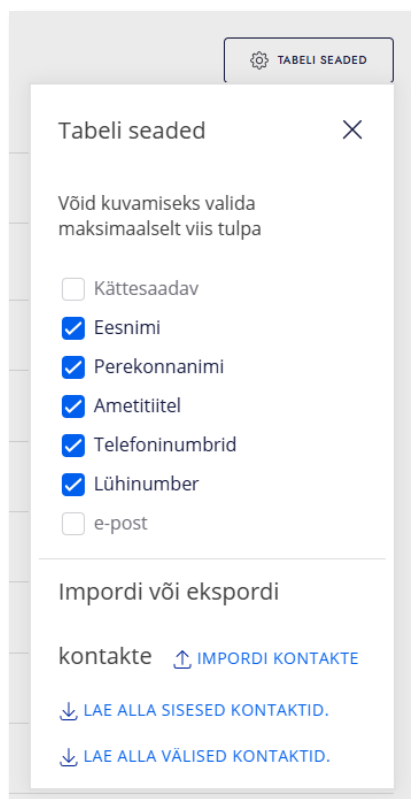 TABELI SEADED
Tabeli seaded
Võid kuvamiseks valida
maksimaalselt viis tulpa
Kättesaadav
Eesnimi
Perekonnanimi
Ametitiitel
Telefoninumbrid
Lühinumber
e-post
Impordi või ekspordi
kontakte IMPORDI KONTAKTE
LAE ALLA SISESED KONTAKTID.
LAE ALLA VÄLISED KONTAKTID.